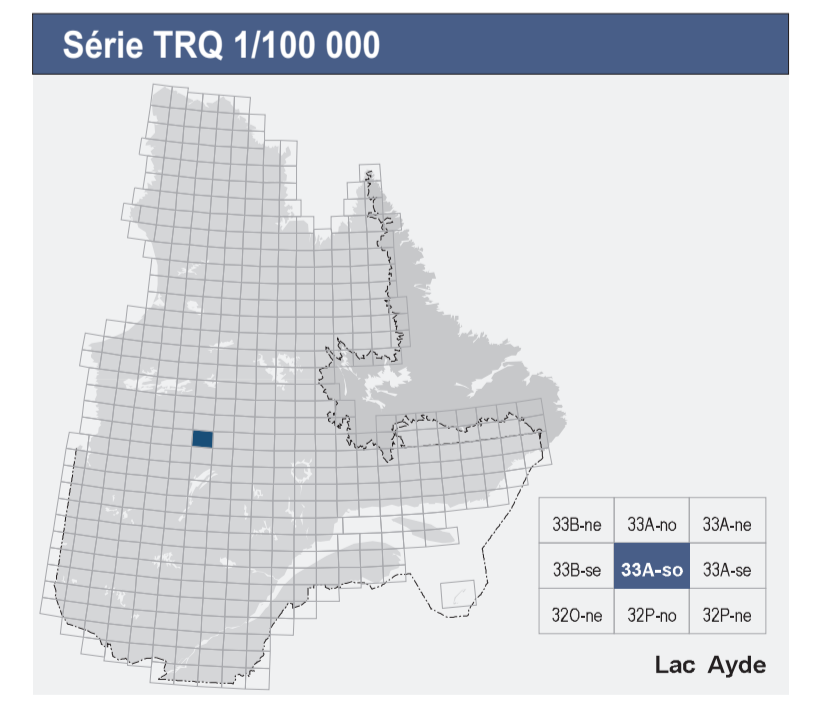 Série TRQ 1/100 000
33B-ne 33A-no 33A-ne
33B-se 33A-so 33A-se
32O-ne 32P-no 32P-ne
Lac Ayde